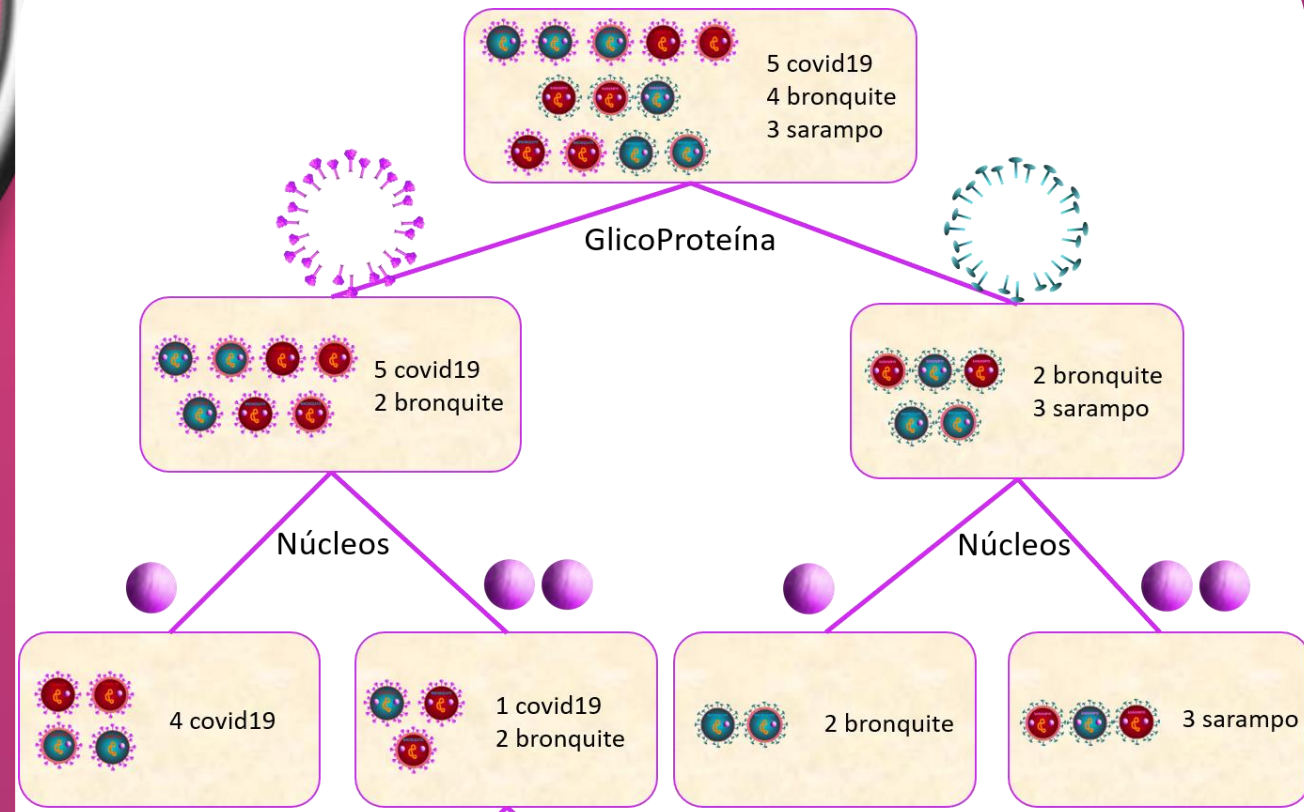 5 covid19
4 bronquite
3 sarampo
GlicoProteína
5 covid19
2 bronquite
2 bronquite
3 sarampo
Núcleos
Núcleos
4 covid19
1 covid19
2 bronquite
2 bronquite
3 sarampo